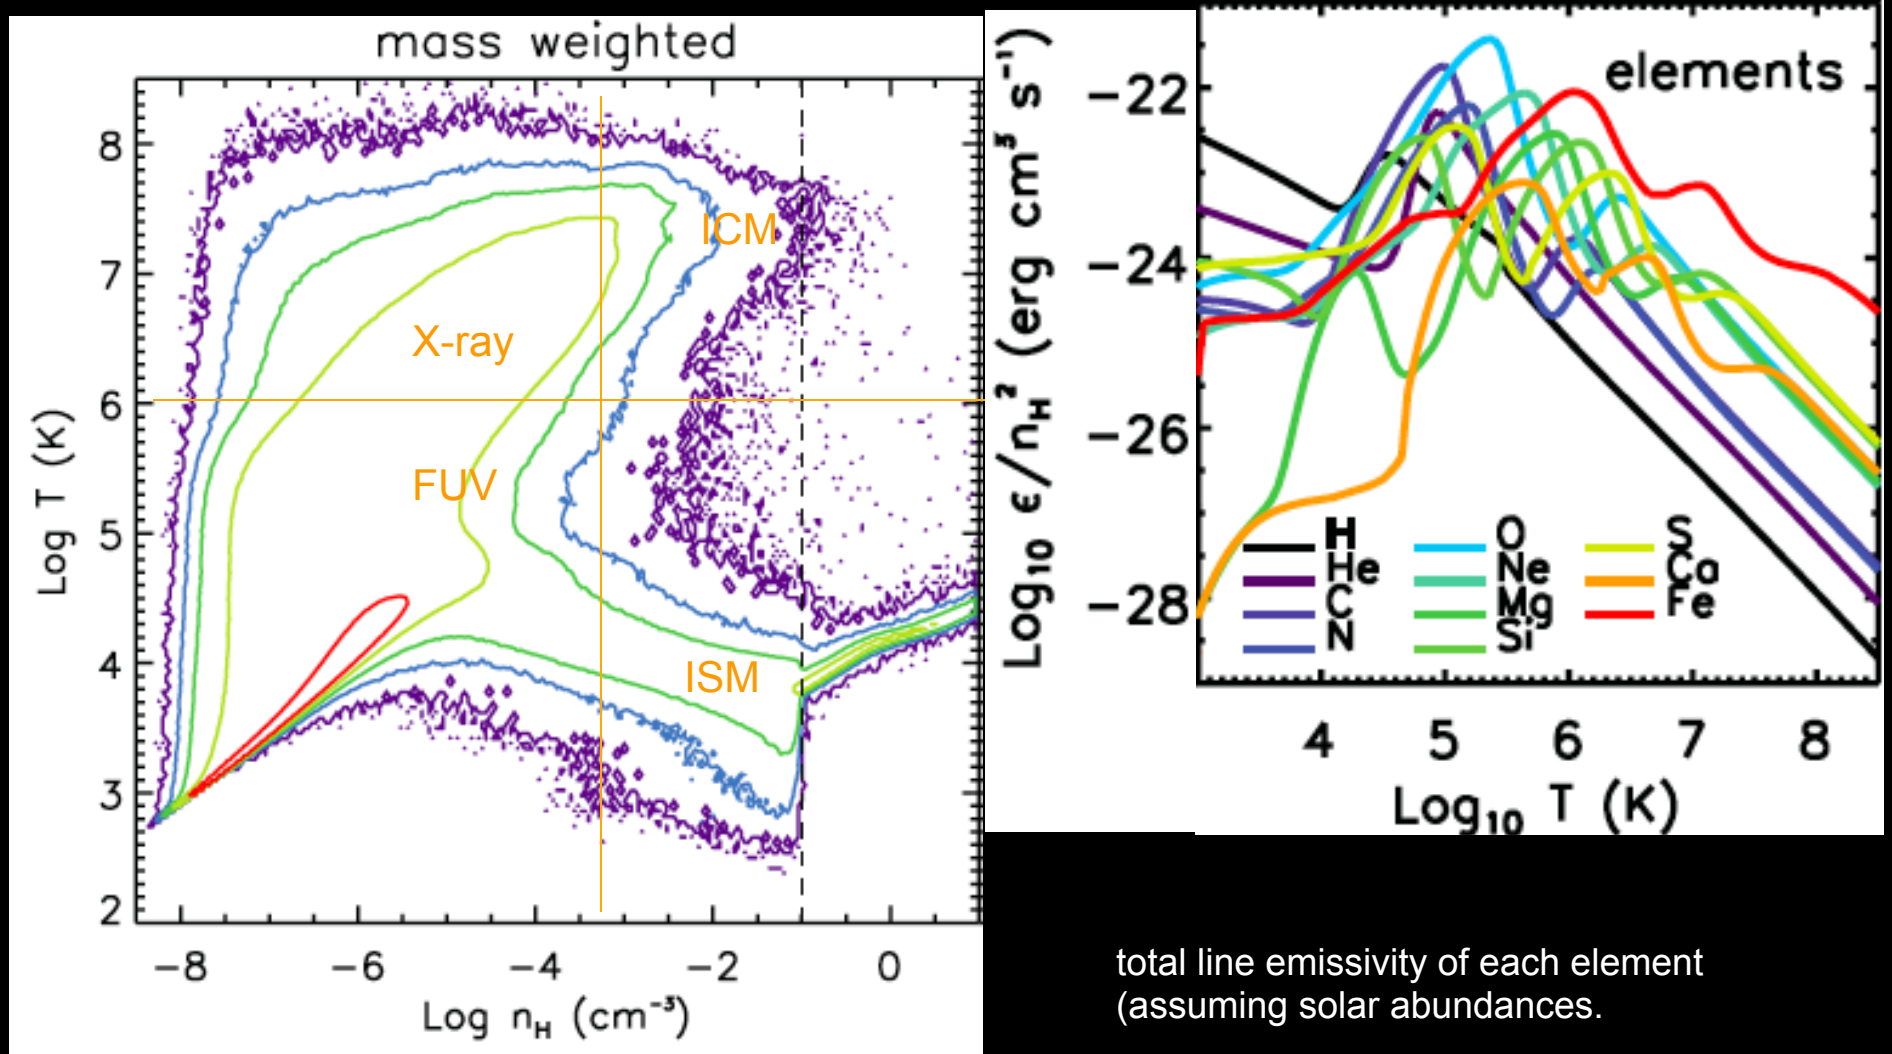 mass weighted
8
7
6
5
4
3
2
Log T (K)
ICM
X-ray
FUV
ISM
−8 −6 −4 −2 0
Log nH (cm−3)
elements
−22
−24
−26
−28
Log10 ϵ/nH2 (erg cm3 s−1)
H O S
He Ne Ca
C Mg Fe
N Si
4 5 6 7 8
Log10 T (K)
total line emissivity of each element
(assuming solar abundances.